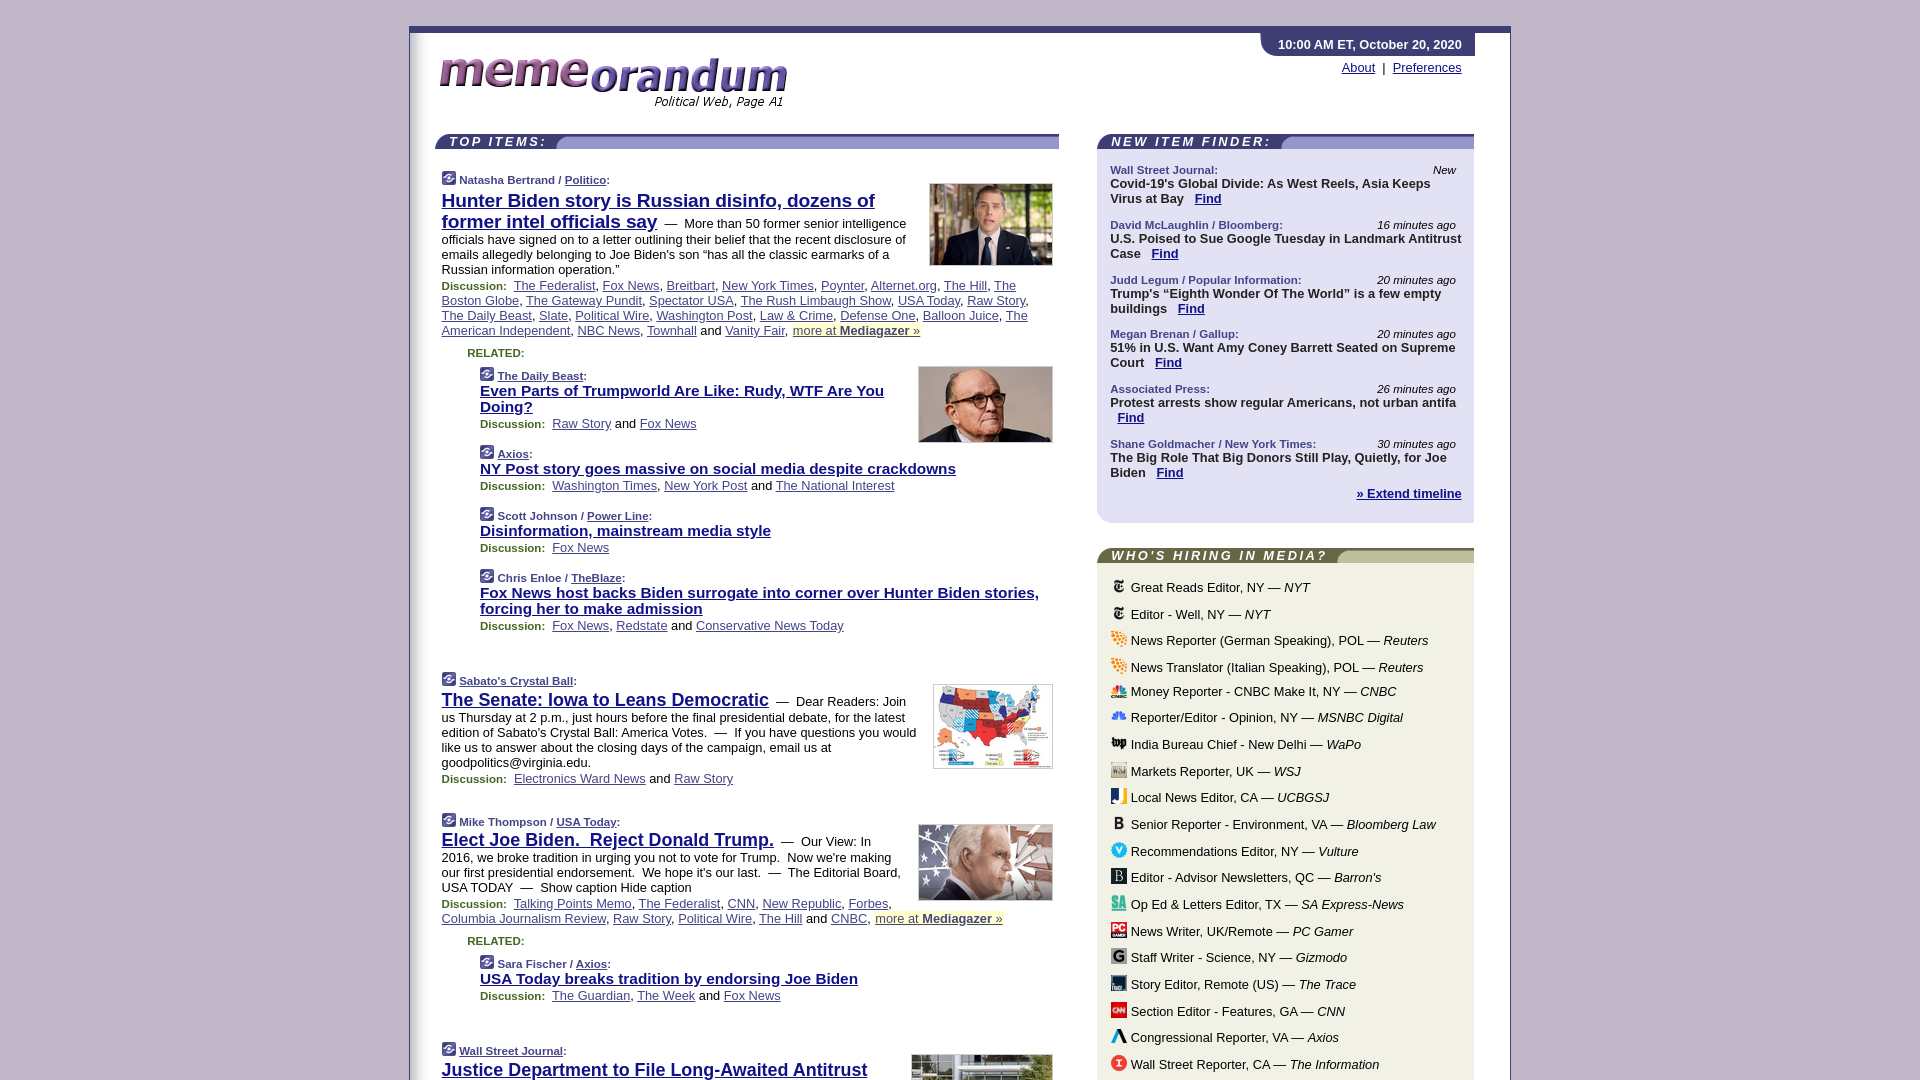 10:00 AM ET, October 20, 2020
About | Preferences
memeorandum
Political Web, Page A1
TOP ITEMS:
Natasha Bertrand / Politico:
Hunter Biden story is Russian disinfo, dozens of
former intel officials say — More than 50 former senior intelligence
officials have signed on to a letter outlining their belief that the recent disclosure of
emails allegedly belonging to Joe Biden's son “has all the classic earmarks of a
Russian information operation.”
Discussion: The Federalist, Fox News, Breitbart, New York Times, Poynter, Alternet.org, The Hill, The
Boston Globe, The Gateway Pundit, Spectator USA, The Rush Limbaugh Show, USA Today, Raw Story,
The Daily Beast, Slate, Political Wire, Washington Post, Law & Crime, Defense One, Balloon Juice, The
American Independent, NBC News, Townhall and Vanity Fair, more at Mediagazer »
RELATED:
The Daily Beast:
Even Parts of Trumpworld Are Like: Rudy, WTF Are You
Doing?
Discussion: Raw Story and Fox News
Axios:
NY Post story goes massive on social media despite crackdowns
Discussion: Washington Times, New York Post and The National Interest
Scott Johnson / Power Line:
Disinformation, mainstream media style
Discussion: Fox News
Chris Enloe / TheBlaze:
Fox News host backs Biden surrogate into corner over Hunter Biden stories,
forcing her to make admission
Discussion: Fox News, Redstate and Conservative News Today
Sabato's Crystal Ball:
The Senate: Iowa to Leans Democratic — Dear Readers: Join
us Thursday at 2 p.m., just hours before the final presidential debate, for the latest
edition of Sabato's Crystal Ball: America Votes. — If you have questions you would
like us to answer about the closing days of the campaign, email us at
goodpolitics@virginia.edu.
Discussion: Electronics Ward News and Raw Story
Mike Thompson / USA Today:
Elect Joe Biden. Reject Donald Trump. — Our View: In
2016, we broke tradition in urging you not to vote for Trump. Now we're making
our first presidential endorsement. We hope it's our last. — The Editorial Board,
USA TODAY — Show caption Hide caption
Discussion: Talking Points Memo, The Federalist, CNN, New Republic, Forbes,
Columbia Journalism Review, Raw Story, Political Wire, The Hill and CNBC, more at Mediagazer »
RELATED:
Sara Fischer / Axios:
USA Today breaks tradition by endorsing Joe Biden
Discussion: The Guardian, The Week and Fox News
Wall Street Journal:
Justice Department to File Long-Awaited Antitrust
NEW ITEM FINDER:
Wall Street Journal: New
Covid-19's Global Divide: As West Reels, Asia Keeps
Virus at Bay Find
David McLaughlin / Bloomberg: 16 minutes ago
U.S. Poised to Sue Google Tuesday in Landmark Antitrust
Case Find
Judd Legum / Popular Information: 20 minutes ago
Trump's “Eighth Wonder Of The World” is a few empty
buildings Find
Megan Brenan / Gallup: 20 minutes ago
51% in U.S. Want Amy Coney Barrett Seated on Supreme
Court Find
Associated Press: 26 minutes ago
Protest arrests show regular Americans, not urban antifa
Find
Shane Goldmacher / New York Times: 30 minutes ago
The Big Role That Big Donors Still Play, Quietly, for Joe
Biden Find
» Extend timeline
WHO'S HIRING IN MEDIA?
Great Reads Editor, NY — NYT
Editor - Well, NY — NYT
News Reporter (German Speaking), POL — Reuters
News Translator (Italian Speaking), POL — Reuters
Money Reporter - CNBC Make It, NY — CNBC
Reporter/Editor - Opinion, NY — MSNBC Digital
India Bureau Chief - New Delhi — WaPo
Markets Reporter, UK — WSJ
Local News Editor, CA — UCBGSJ
Senior Reporter - Environment, VA — Bloomberg Law
Recommendations Editor, NY — Vulture
Editor - Advisor Newsletters, QC — Barron's
Op Ed & Letters Editor, TX — SA Express-News
News Writer, UK/Remote — PC Gamer
Staff Writer - Science, NY — Gizmodo
Story Editor, Remote (US) — The Trace
Section Editor - Features, GA — CNN
Congressional Reporter, VA — Axios
Wall Street Reporter, CA — The Information